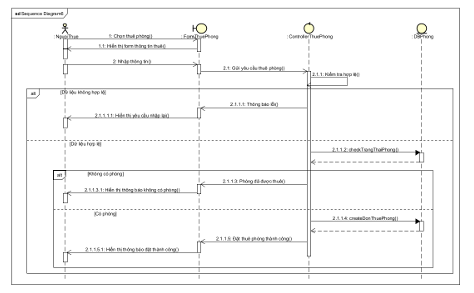 sd Sequence Diagram0
: NguoiThue
: FormThuePhong
: ControllerThuePhong
: DBPhong
1: Chọn thuê phòng()
1.1: Hiển thị form thông tin thuê()
2: Nhập thông tin()
2.1: Gửi yêu cầu thuê phòng()
2.1.1: Kiểm tra hợp lệ()
alt
[Dữ liệu không hợp lệ]
2.1.1.1: Thông báo lỗi()
2.1.1.1.1: Hiển thị yêu cầu nhập lại()
[Dữ liệu hợp lệ]
2.1.1.2: checkTrangThaiPhong()
alt
[Không có phòng]
2.1.1.3: Phòng đã được thuê()
2.1.1.3.1: Hiển thị thông báo không có phòng()
[Có phòng]
2.1.1.4: createDonThuePhong()
2.1.1.5: Đặt thuê phòng thành công()
2.1.1.5.1: Hiển thị thông báo đặt thành công()